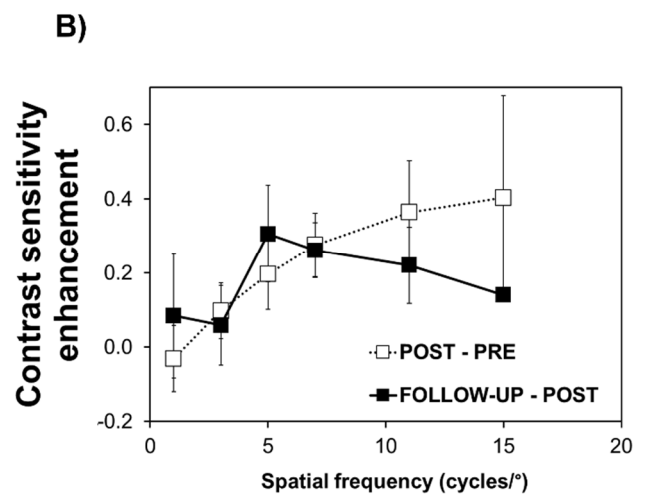 B)
Contrast sensitivity
enhancement
0.6
0.4
0.2
0.0
-0.2
0
5
10
15
20
POST - PRE
FOLLOW-UP - POST
Spatial frequency (cycles/°)